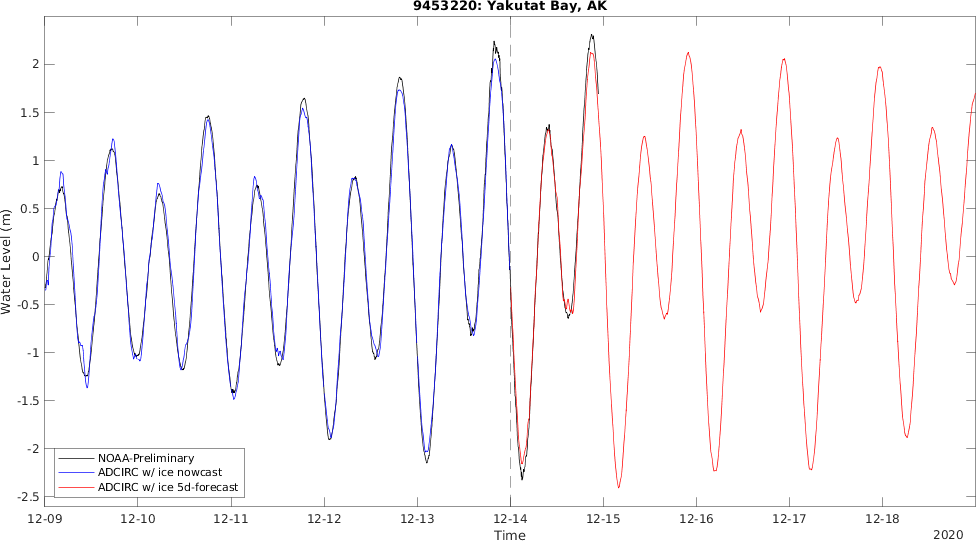 9453220: Yakutat Bay, AK
Water Level (m)
2
1.5
1
0.5
0
-0.5
-1
-1.5
-2
-2.5
NOAA-Preliminary
ADCIRC w/ ice nowcast
ADCIRC w/ ice 5d-forecast
12-09 12-10 12-11 12-12 12-13 12-14 12-15 12-16 12-17 12-18
Time
2020